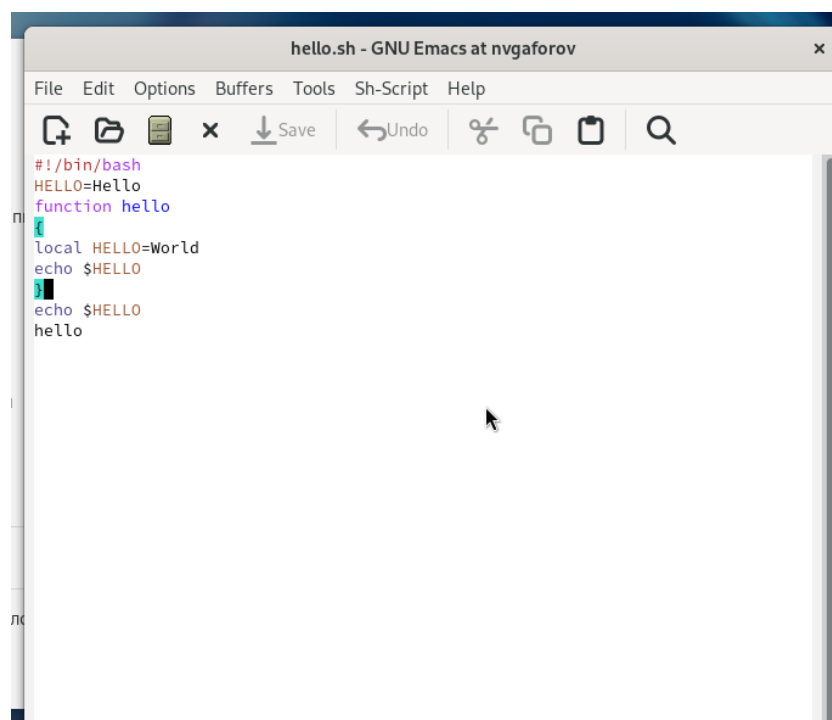 hello.sh - GNU Emacs at nvgaforov
File Edit Options Buffers Tools Sh-Script Help
Save Undo
#!/bin/bash
HELLO=Hello
function hello
{
local HELLO=World
echo $HELLO
}
echo $HELLO
hello